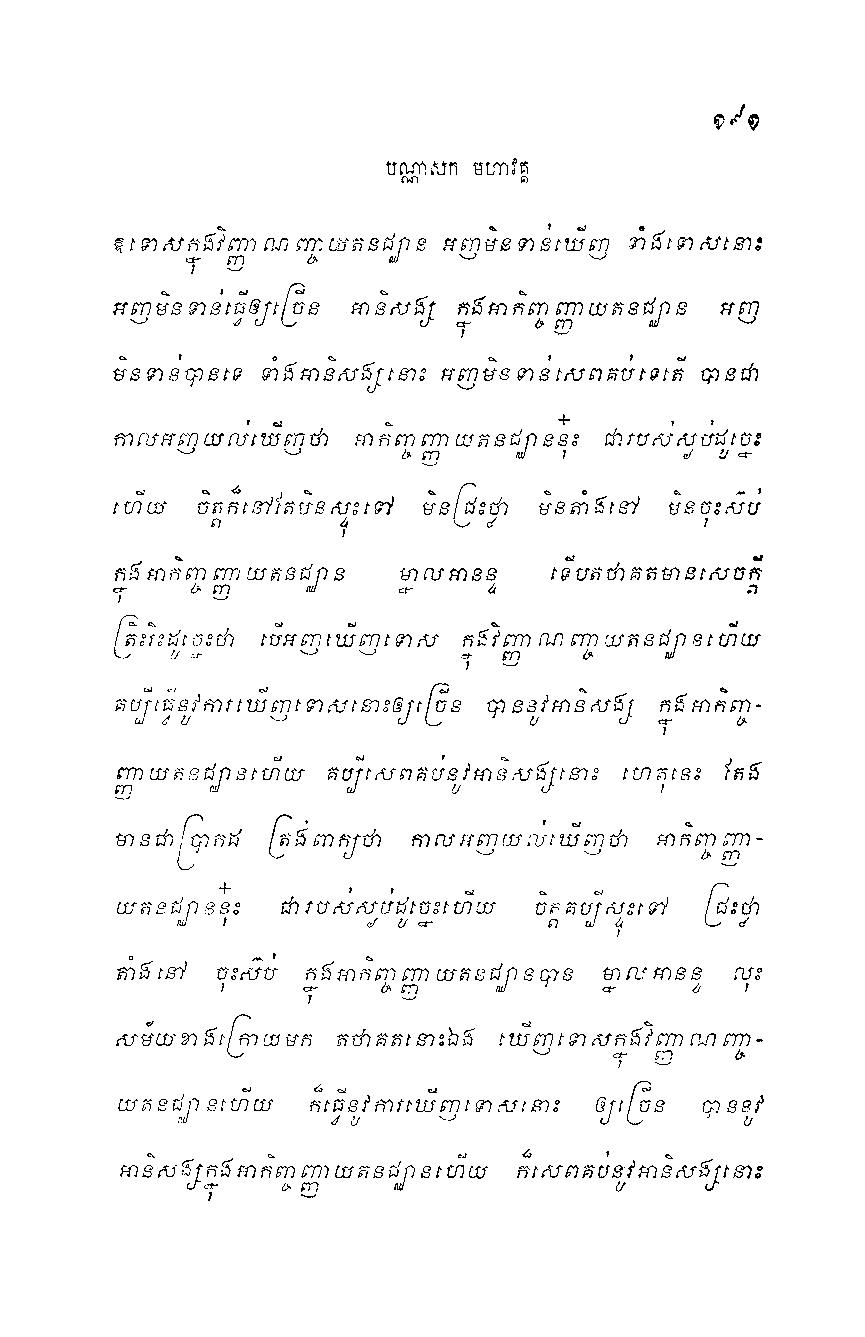 ១៩១
បណ្ណាសក មហាវគ្គ
ឪទោសក្នុងវិញ្ញាណញ្ចាយតនជ្ឈាន អញមិនទាន់ឃើញ ទាំងទោសនោះ
អញមិនទាន់ធ្វើឲ្យច្រើន អានិសង្ស ក្នុងអាកិញ្ចញ្ញាយតនជ្ឈាន អញ
មិនទាន់បានទេ ទាំងអានិសង្សនោះ អញមិនទាន់សេពគប់ទេតើ បានជា
កាលអញយល់ឃើញថា អាកិញ្ចញ្ញាយតនជ្ឈាននុ៎ះ ជារបស់ស្ងប់ដូច្នេះ
ហើយ ចិត្តក៏នៅតែមិនស្ទុះទៅ មិនជ្រះថ្លា មិនតាំងនៅ មិនចុះស៊ប់
ក្នុងអាកិញ្ចញ្ញាយតនជ្ឈាន ម្នាលអានន្ទ ទើបតថាគតមានសេចក្តី
ត្រិះរិះដូច្នេះថា បើអញឃើញទោស ក្នុងវិញ្ញាណញ្ចាយតនជ្ឈានហើយ
គប្បីធ្វើនូវការឃើញទោសនោះឲ្យច្រើន បាននូវអានិសង្ស ក្នុងអាកិញ្ច-
ញ្ញាយតនជ្ឈានហើយ គប្បីសេពគប់នូវអានិសង្សនោះ ហេតុនេះ តែង
មានជាប្រាកដ ត្រង់ពាក្យថា កាលអញយល់ឃើញថា អាកិញ្ចញ្ញា-
យតនជ្ឈាននុ៎ះ ជារបស់ស្ងប់ដូច្នេះហើយ ចិត្តគប្បីស្ទុះទៅ ជ្រះថ្លា
តាំងនៅ ចុះស៊ប់ ក្នុងអាកិញ្ចញ្ញាយតនជ្ឈានបាន ម្នាលអានន្ទ លុះ
សម័យខាងក្រោយមក តថាគតនោះឯង ឃើញទោសក្នុងវិញ្ញាណញ្ចា-
យតនជ្ឈានហើយ ក៏ធ្វើនូវការឃើញទោសនោះ ឲ្យច្រើន បាននូវ
អានិសង្សក្នុងអាកិញ្ចញ្ញាយតនជ្ឈានហើយ ក៏សេពគប់នូវអានិសង្សនោះ